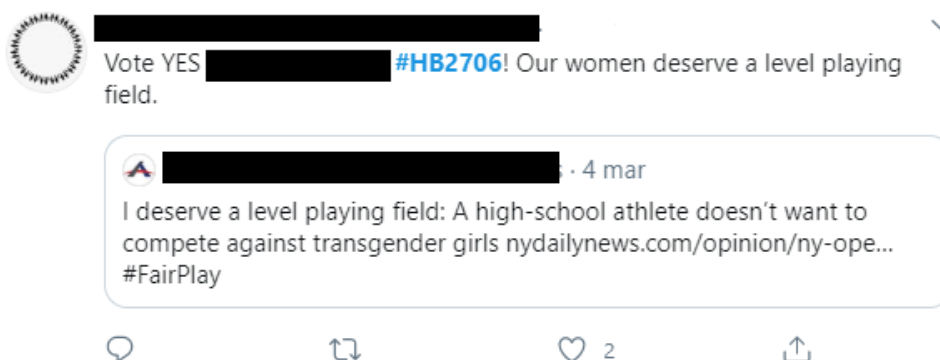 Vote YES #HB2706! Our women deserve a level playing
field.
· 4 mar
I deserve a level playing field: A high-school athlete doesn't want to
compete against transgender girls nydailynews.com/opinion/ny-ope...
#FairPlay
2